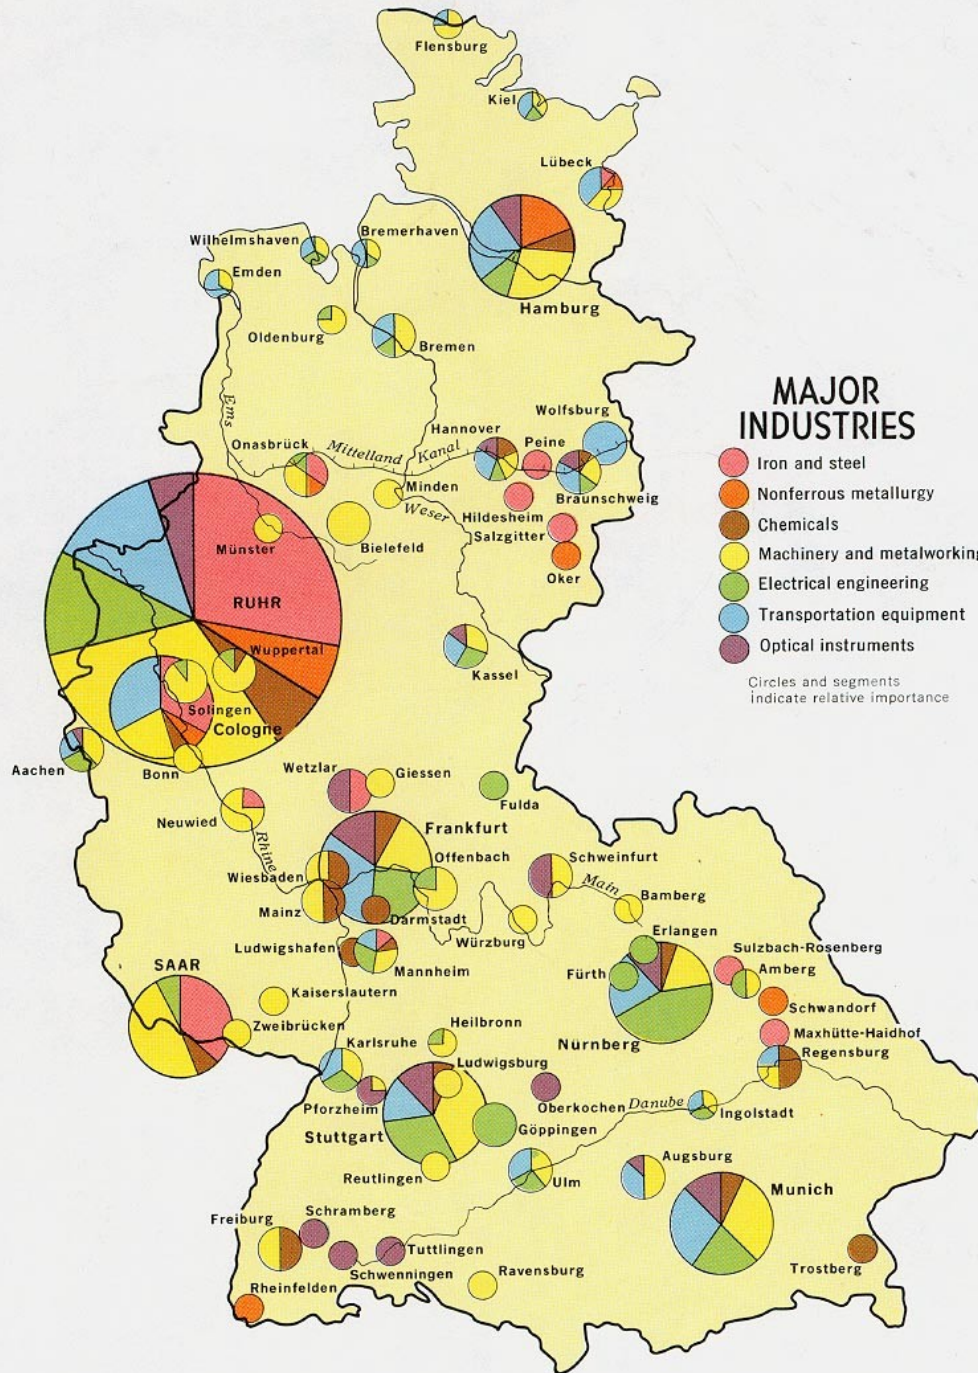 Flensburg
Kiel
Lübeck
Wilhelmshaven
Bremerhaven
Emden
Hamburg
Oldenburg
Bremen
MAJOR
INDUSTRIES
Iron and steel
Nonferrous metallurgy
Chemicals
Machinery and metalworking
Electrical engineering
Transportation equipment
Optical instruments
Circles and segments
indicate relative importance
Ems
Wolfsburg
Hannover
Peine
Onasbrück
Mittelland Kanal
Minden
Braunschweig
Weser
Hildesheim
Salzgitter
Münster
Bielefeld
Oker
RUHR
Wuppertal
Kassel
Solingen
Cologne
Aachen
Bonn
Wetzlar
Giessen
Fulda
Neuwied
Rhine
Frankfurt
Offenbach
Schweinfurt
Wiesbaden
Main
Bamberg
Mainz
Darmstadt
Würzburg
Erlangen
Ludwigshafen
Sulzbach-Rosenberg
SAAR
Mannheim
Fürth
Amberg
Kaiserslautern
Schwandorf
Zweibrücken
Heilbronn
Maxhütte-Haidhof
Karlsruhe
Nürnberg
Regensburg
Ludwigsburg
Pforzheim
Oberkochen
Danube
Ingolstadt
Stuttgart
Göppingen
Reutlingen
Ulm
Augsburg
Munich
Schramberg
Freiburg
Tuttlingen
Schwenningen
Trostberg
Rheinfelden
Ravensburg